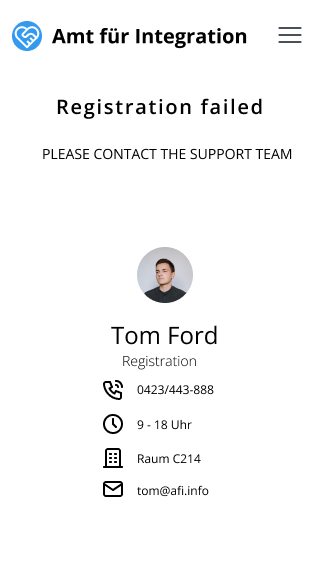 Amt für Integration
Registration failed
PLEASE CONTACT THE SUPPORT TEAM
Tom Ford
Registration
0423/443-888
9 - 18 Uhr
Raum C214
tom@afi.info